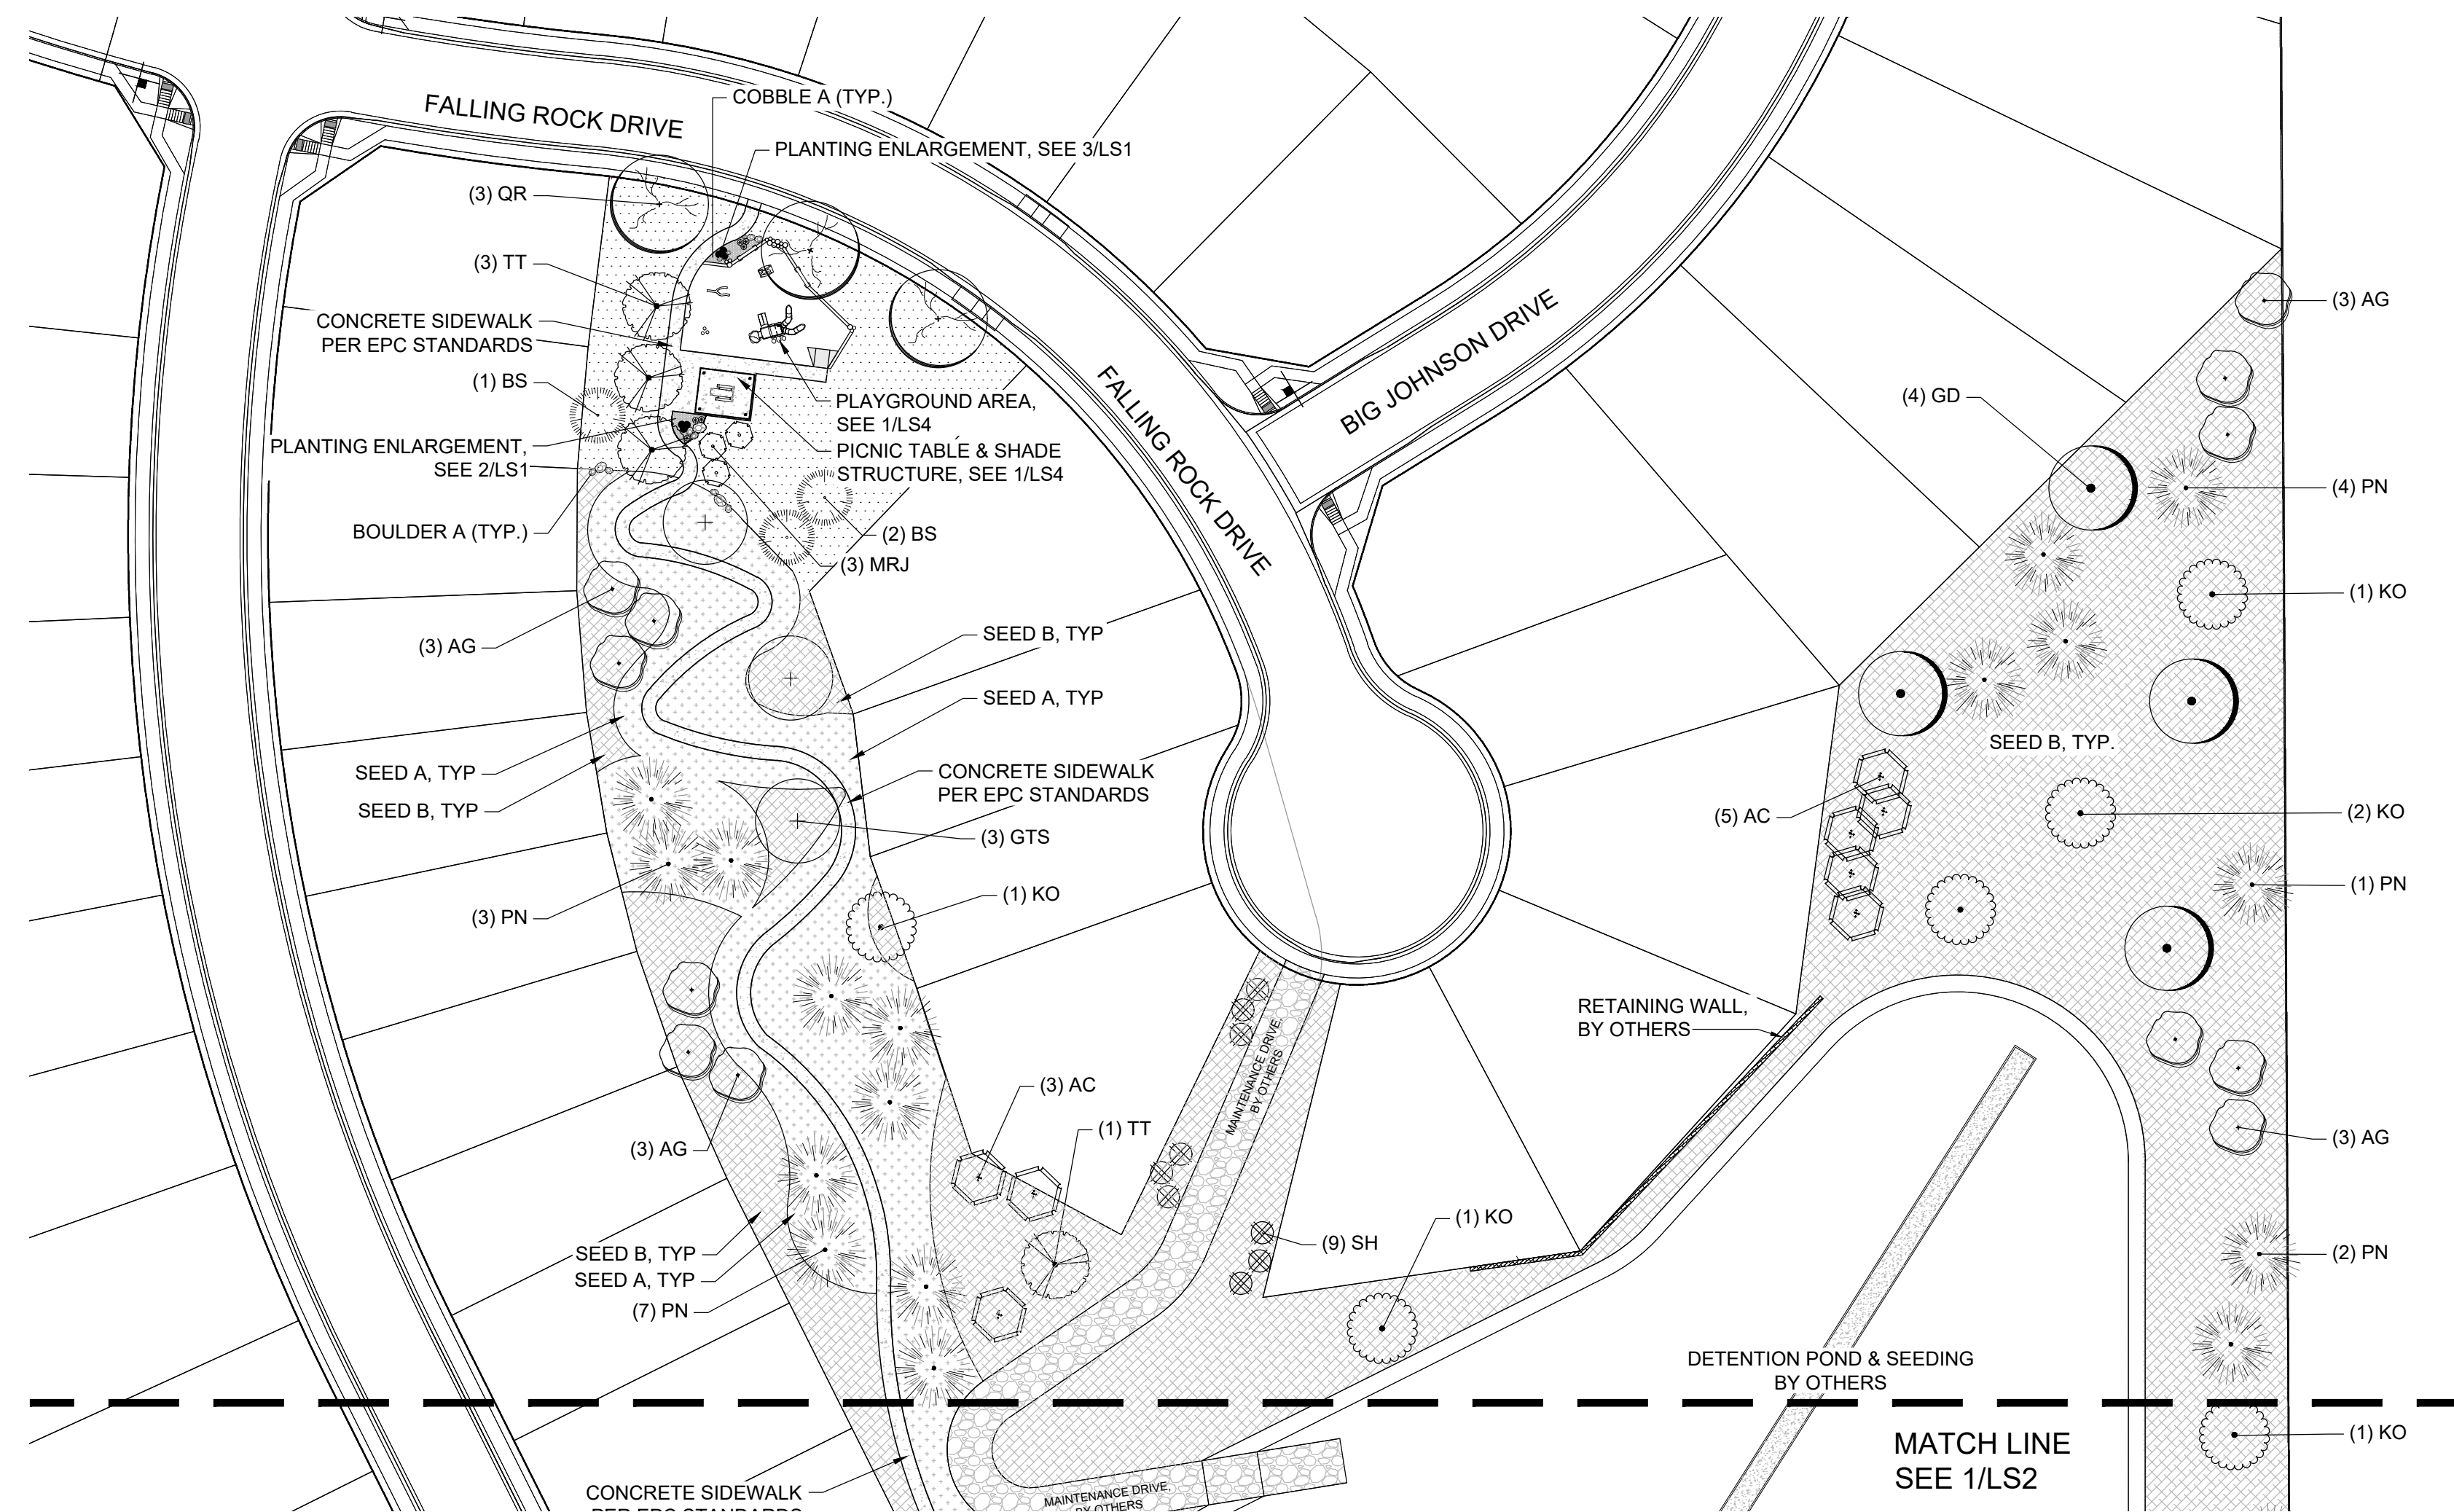 FALLING ROCK DRIVE
COBBLE A (TYP.)
PLANTING ENLARGEMENT, SEE 3/LS1
(3) QR
(3) TT
CONCRETE SIDEWALK
PER EPC STANDARDS
(1) BS
PLANTING ENLARGEMENT,
SEE 2/LS1
BOULDER A (TYP.)
PLAYGROUND AREA,
SEE 1/LS4
PICNIC TABLE & SHADE
STRUCTURE, SEE 1/LS4
(2) BS
(3) MRJ
FALLING ROCK DRIVE
BIG JOHNSON DRIVE
(3) AG
(4) GD
(4) PN
(1) KO
(3) AG
SEED B, TYP
SEED A, TYP
SEED A, TYP
SEED B, TYP
CONCRETE SIDEWALK
PER EPC STANDARDS
(3) GTS
(3) PN
(1) KO
SEED B, TYP.
(5) AC
(2) KO
(1) PN
RETAINING WALL,
BY OTHERS
MAINTENANCE DRIVE,
BY OTHERS
(3) AC
(1) TT
(3) AG
(3) AG
SEED B, TYP
SEED A, TYP
(7) PN
(9) SH
(1) KO
(2) PN
DETENTION POND & SEEDING
BY OTHERS
MATCH LINE
SEE 1/LS2
(1) KO
CONCRETE SIDEWALK
PER EPC STANDARDS
MAINTENANCE DRIVE,
BY OTHERS